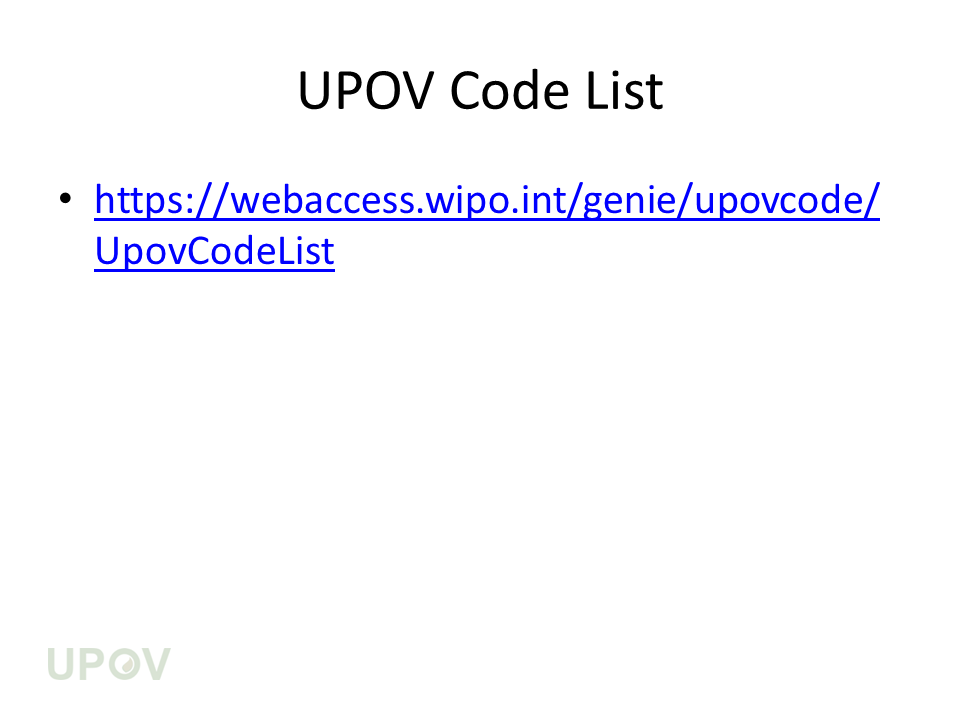 UPOV Code List
• https://webaccess.wipo.int/genie/upovcode/
UpovCodeList
UPOV